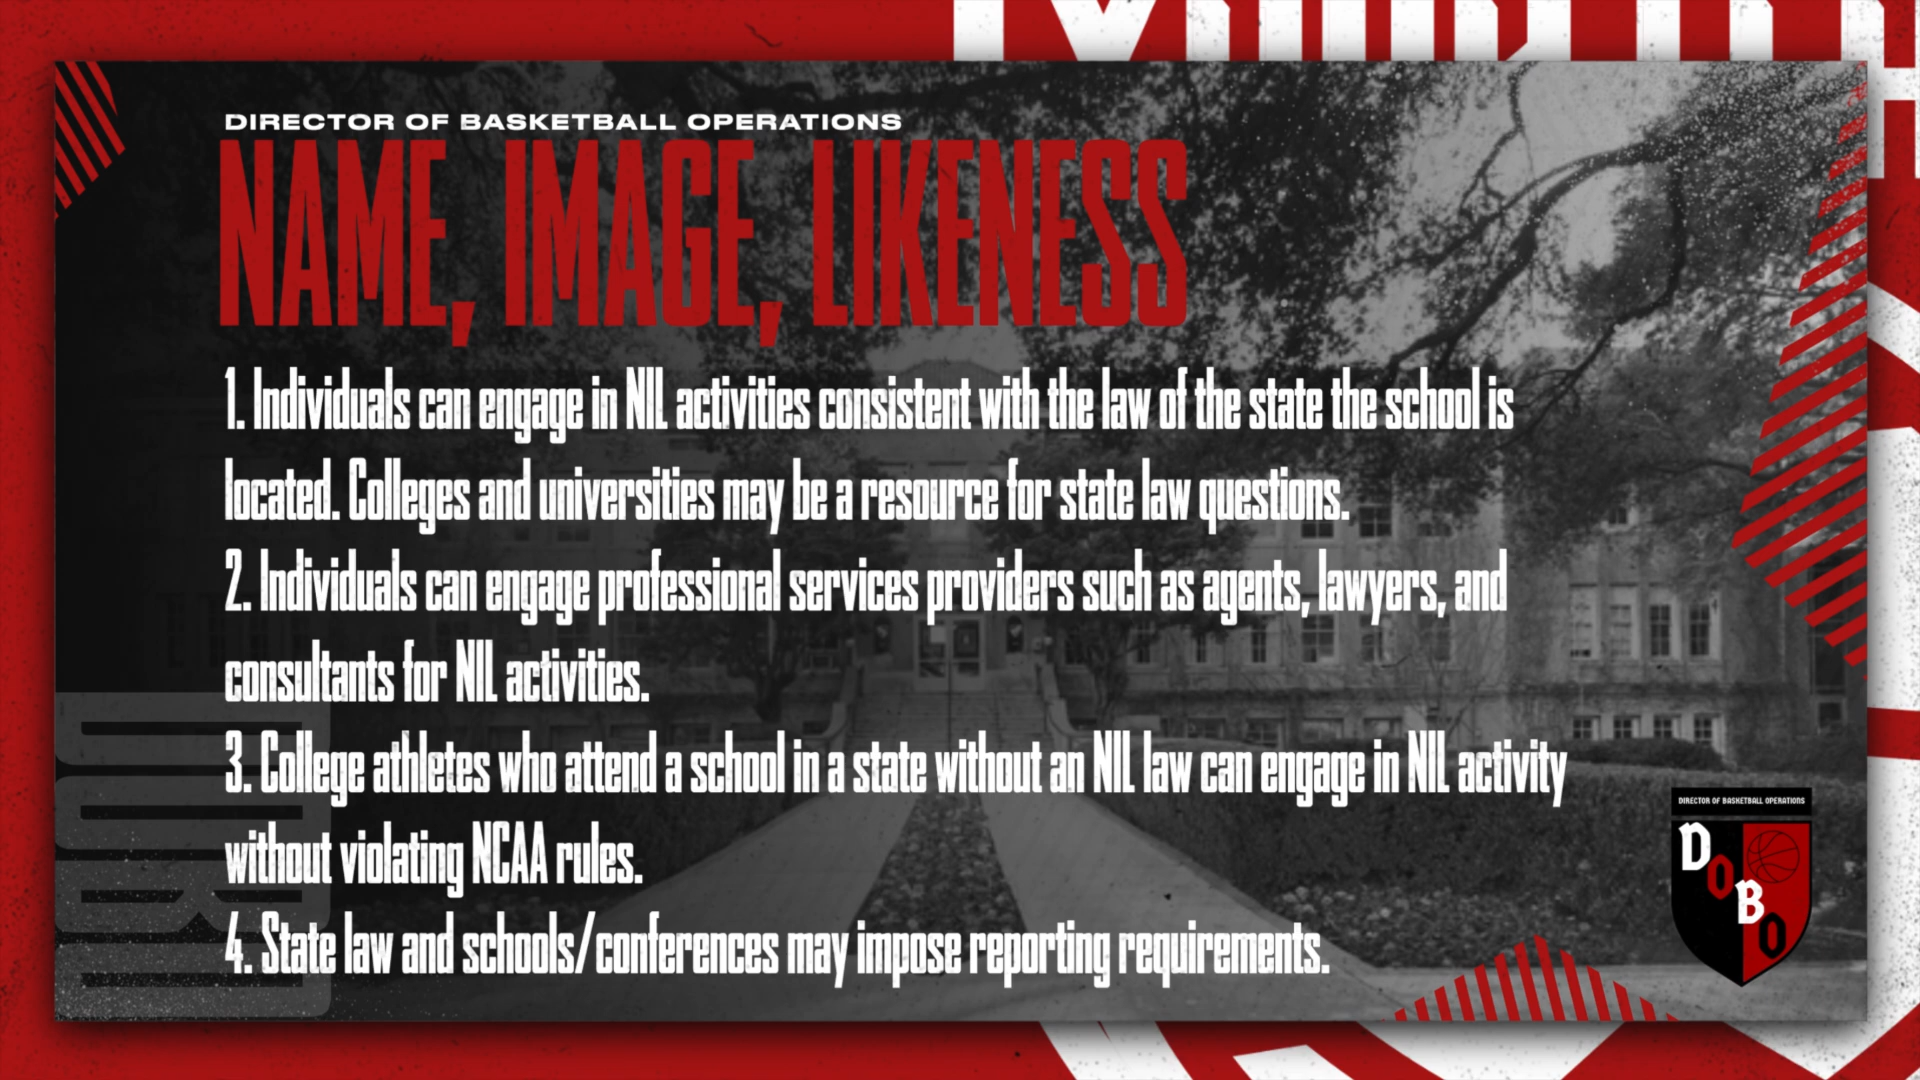 DIRECTOR OF BASKETBALL OPERATIONS
NAME, IMAGE, LIKENESS
1. Individuals can engage in NIL activities consistent with the law of the state the school is
located. Colleges and universities may be a resource for state law questions.
2. Individuals can engage professional services providers such as agents, lawyers, and
consultants for NIL activities.
3. College athletes who attend a school in a state without an NIL law can engage in NIL activity
without violating NCAA rules.
4. State law and schools/conferences may impose reporting requirements.
DIRECTOR OF BASKETBALL OPERATIONS
DOBO